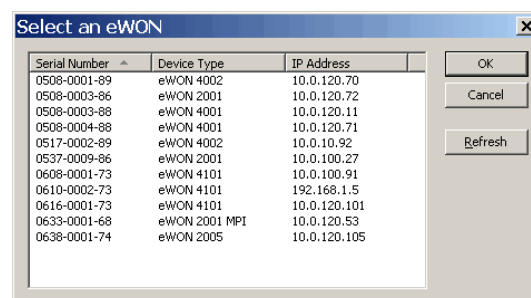 Select an eWON
Serial Number Device Type IP Address
0508-0001-89 eWON 4002 10.0.120.70
0508-0003-86 eWON 2001 10.0.120.72
0508-0003-88 eWON 4001 10.0.120.11
0508-0004-88 eWON 4001 10.0.120.71
0517-0002-89 eWON 4002 10.0.10.92
0537-0009-86 eWON 2001 10.0.100.27
0608-0001-73 eWON 4101 10.0.100.91
0610-0002-73 eWON 4101 192.168.1.5
0616-0001-73 eWON 4101 10.0.120.101
0633-0001-68 eWON 2001 MPI 10.0.120.53
0638-0001-74 eWON 2005 10.0.120.105
OK
Cancel
Refresh